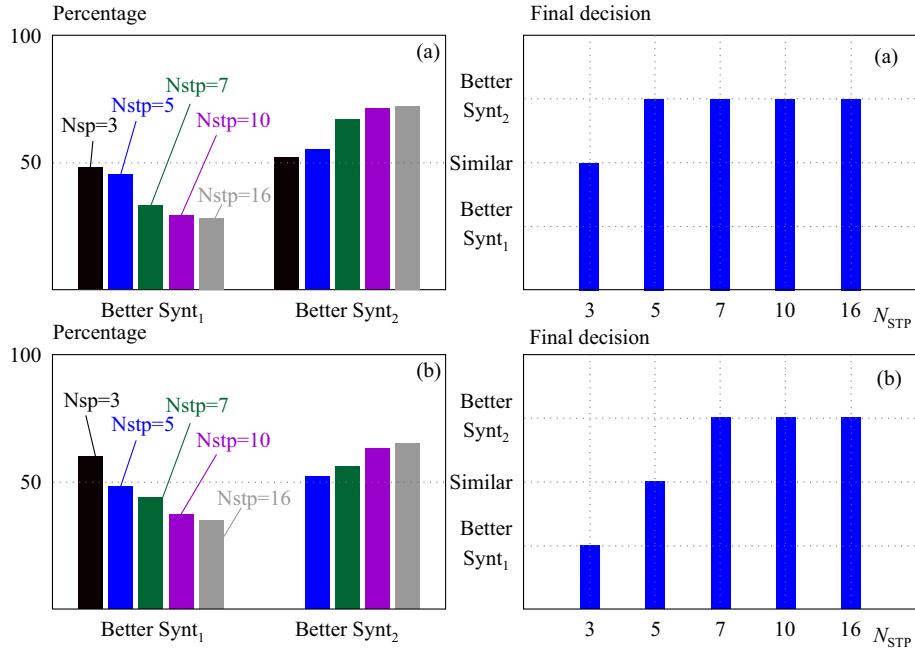 Percentage
100
(a)
Nstp=7
Nstp=5
Nsp=3
Nstp=10
50
Nstp=16
Better Synt1
Better Synt2
Final decision
(a)
Better
Synt2
Similar
Better
Synt1
3
5
7
10
16
NSTP
Percentage
100
(b)
Nsp=3
Nstp=7
Nstp=5
Nstp=10
50
Nstp=16
Better Synt1
Better Synt2
Final decision
(b)
Better
Synt2
Similar
Better
Synt1
3
5
7
10
16
NSTP